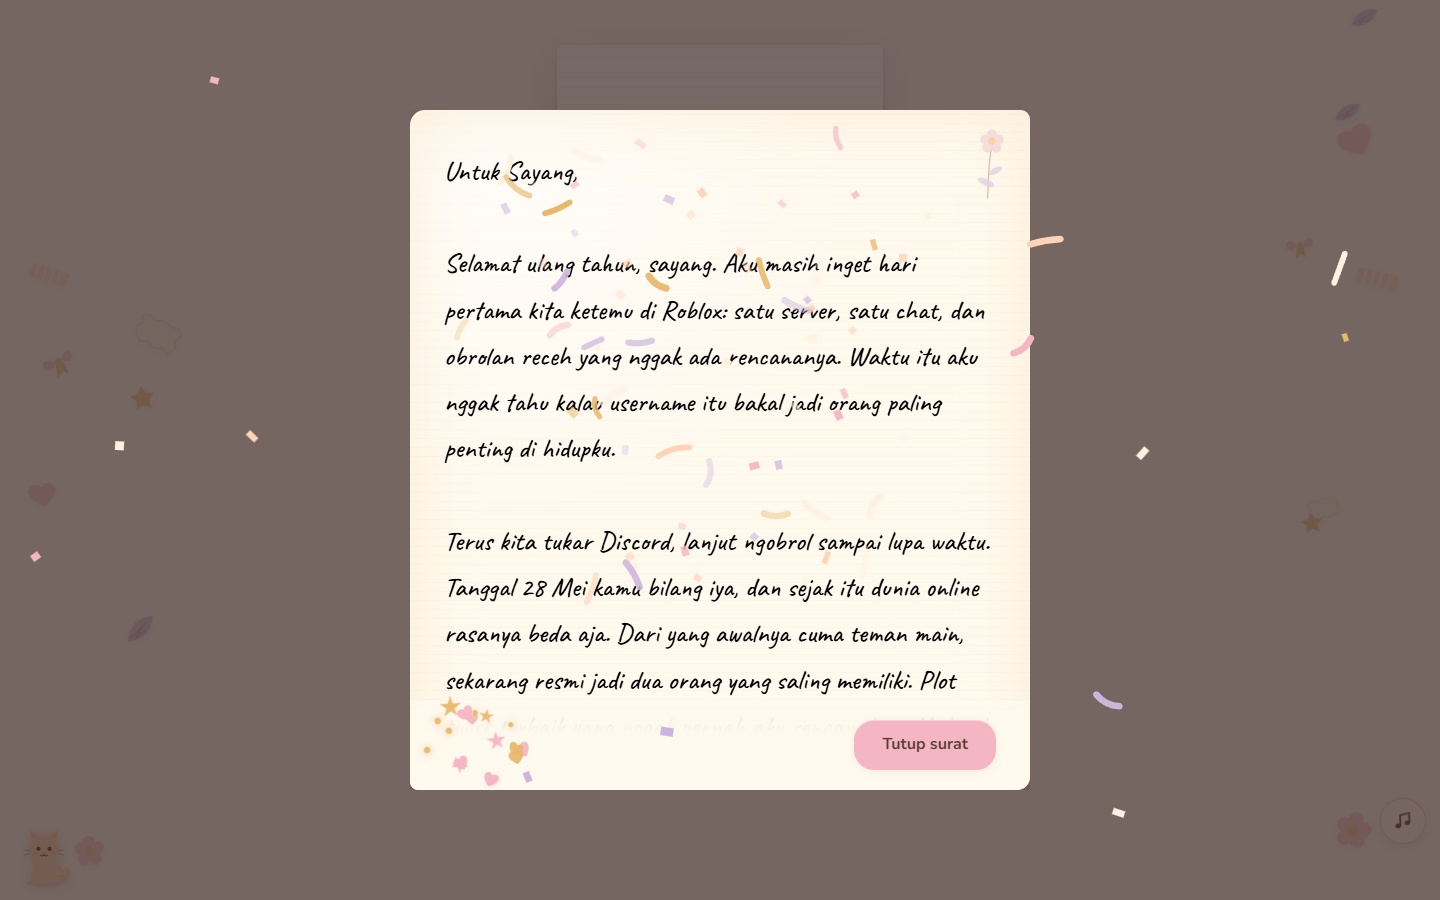 Untuk Sayang,
Selamat ulang tahun, sayang. Aku masih inget hari
pertama kita ketemu di Roblox: satu server, satu chat, dan
obrolan receh yang nggak ada rencananya. Waktu itu aku
nggak tahu kalau username itu bakal jadi orang paling
penting di hidupku.
Terus kita tukar Discord, lanjut ngobrol sampai lupa waktu.
Tanggal 28 Mei kamu bilang iya, dan sejak itu dunia online
rasanya beda aja. Dari yang awalnya cuma teman main,
sekarang resmi jadi dua orang yang saling memiliki. Plot
Tutup surat